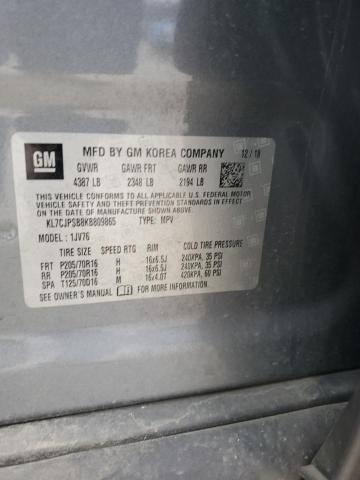 GM
MFD BY GM KOREA COMPANY 12/18
GVWR GAWR FRT GAWR RR
4387 LB 2348 LB 2194 LB
THIS VEHICLE CONFORMS TO ALL APPLICABLE U.S. FEDERAL MOTOR
VEHICLE SAFETY AND THEFT PREVENTION STANDARDS IN EFFECT ON THE
DATE OF MANUFACTURE SHOWN ABOVE.
KL7CJPSB8KB809865 TYPE: MPV
MODEL: 1JV76
TIRE SIZE SPEED RTG RIM COLD TIRE PRESSURE
FRT P205/70R16 H 16x6.5J 240KPA, 35 PSI
RR P205/70R16 H 16x6.5J 240KPA, 35 PSI
SPA T125/70D16 M 16x4.0T 420KPA, 60 PSI
SEE OWNER'S MANUAL FOR MORE INFORMATION.